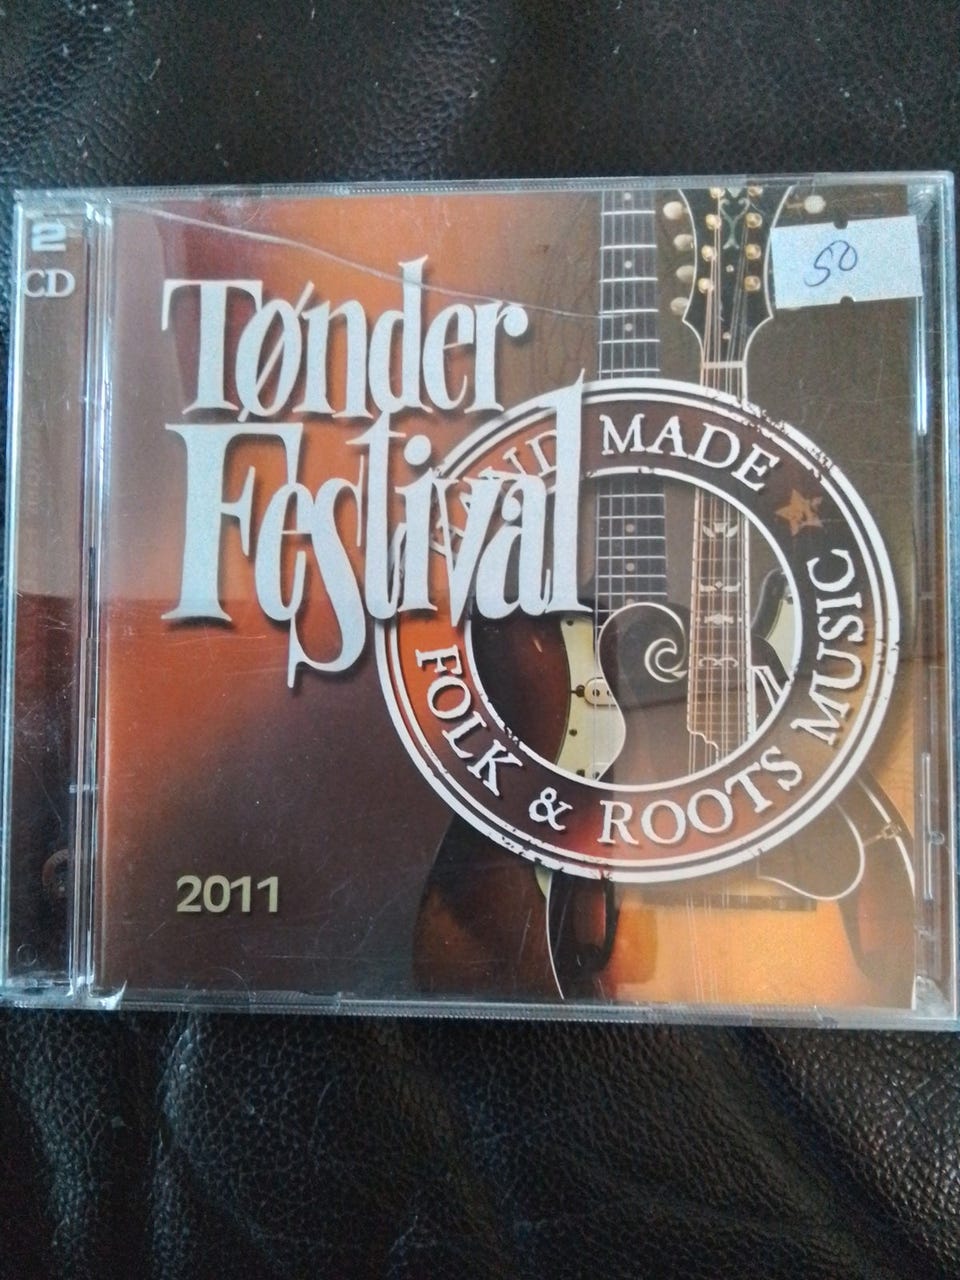 2
CD
50
Tønder
Festival
HAND MADE
FOLK & ROOTS MUSIC
2011